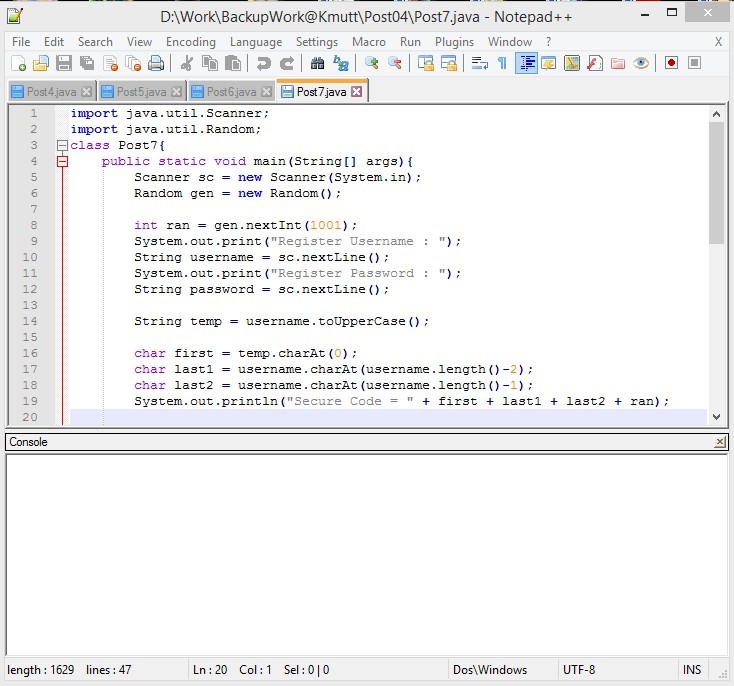 D:\Work\BackupWork@Kmutt\Post04\Post7.java - Notepad++
File Edit Search View Encoding Language Settings Macro Run Plugins Window ? X
Post4.java Post5.java Post6.java Post7.java
1 import java.util.Scanner;
2 import java.util.Random;
3 class Post7{
4 public static void main(String[] args){
5 Scanner sc = new Scanner(System.in);
6 Random gen = new Random();
7
8 int ran = gen.nextInt(1001);
9 System.out.print("Register Username : ");
10 String username = sc.nextLine();
11 System.out.print("Register Password : ");
12 String password = sc.nextLine();
13
14 String temp = username.toUpperCase();
15
16 char first = temp.charAt(0);
17 char last1 = username.charAt(username.length()-2);
18 char last2 = username.charAt(username.length()-1);
19 System.out.println("Secure Code = " + first + last1 + last2 + ran);
20
Console
length : 1629 lines : 47 Ln : 20 Col : 1 Sel : 0 | 0 Dos\Windows UTF-8 INS